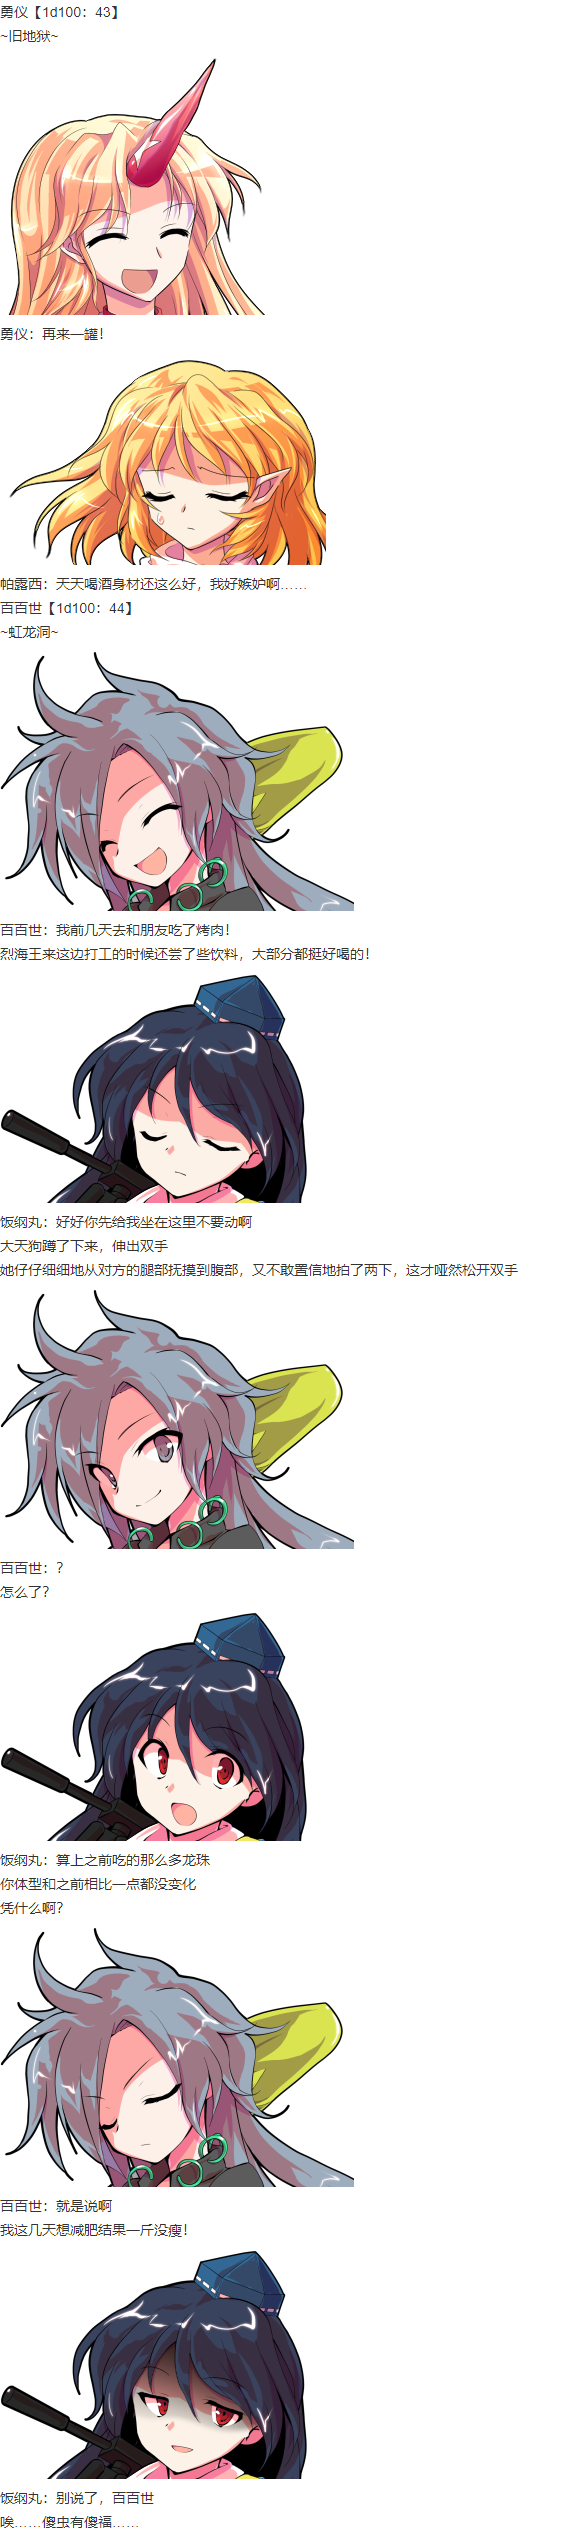 勇仪【1d100：43】
~旧地狱~
勇仪：再来一罐！
帕露西：天天喝酒身材还这么好，我好嫉妒啊……
百百世【1d100：44】
~虹龙洞~
百百世：我前几天去和朋友吃了烤肉！
烈海王来这边打工的时候还尝了些饮料，大部分都挺好喝的！
饭纲丸：好好你先给我坐在这里不要动啊
大天狗蹲了下来，伸出双手
她仔仔细细地从对方的腿部抚摸到腹部，又不敢置信地拍了两下，这才哑然松开双手
百百世：？
怎么了？
饭纲丸：算上之前吃的那么多龙珠
你体型和之前相比一点都没变化
凭什么啊？
百百世：就是说啊
我这几天想减肥结果一斤没瘦！
饭纲丸：别说了，百百世
唉……傻虫有傻福……